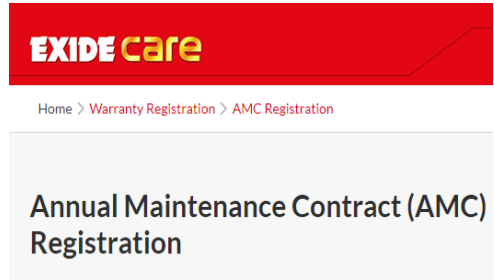 EXIDE Care
Home > Warranty Registration > AMC Registration
Annual Maintenance Contract (AMC)
Registration